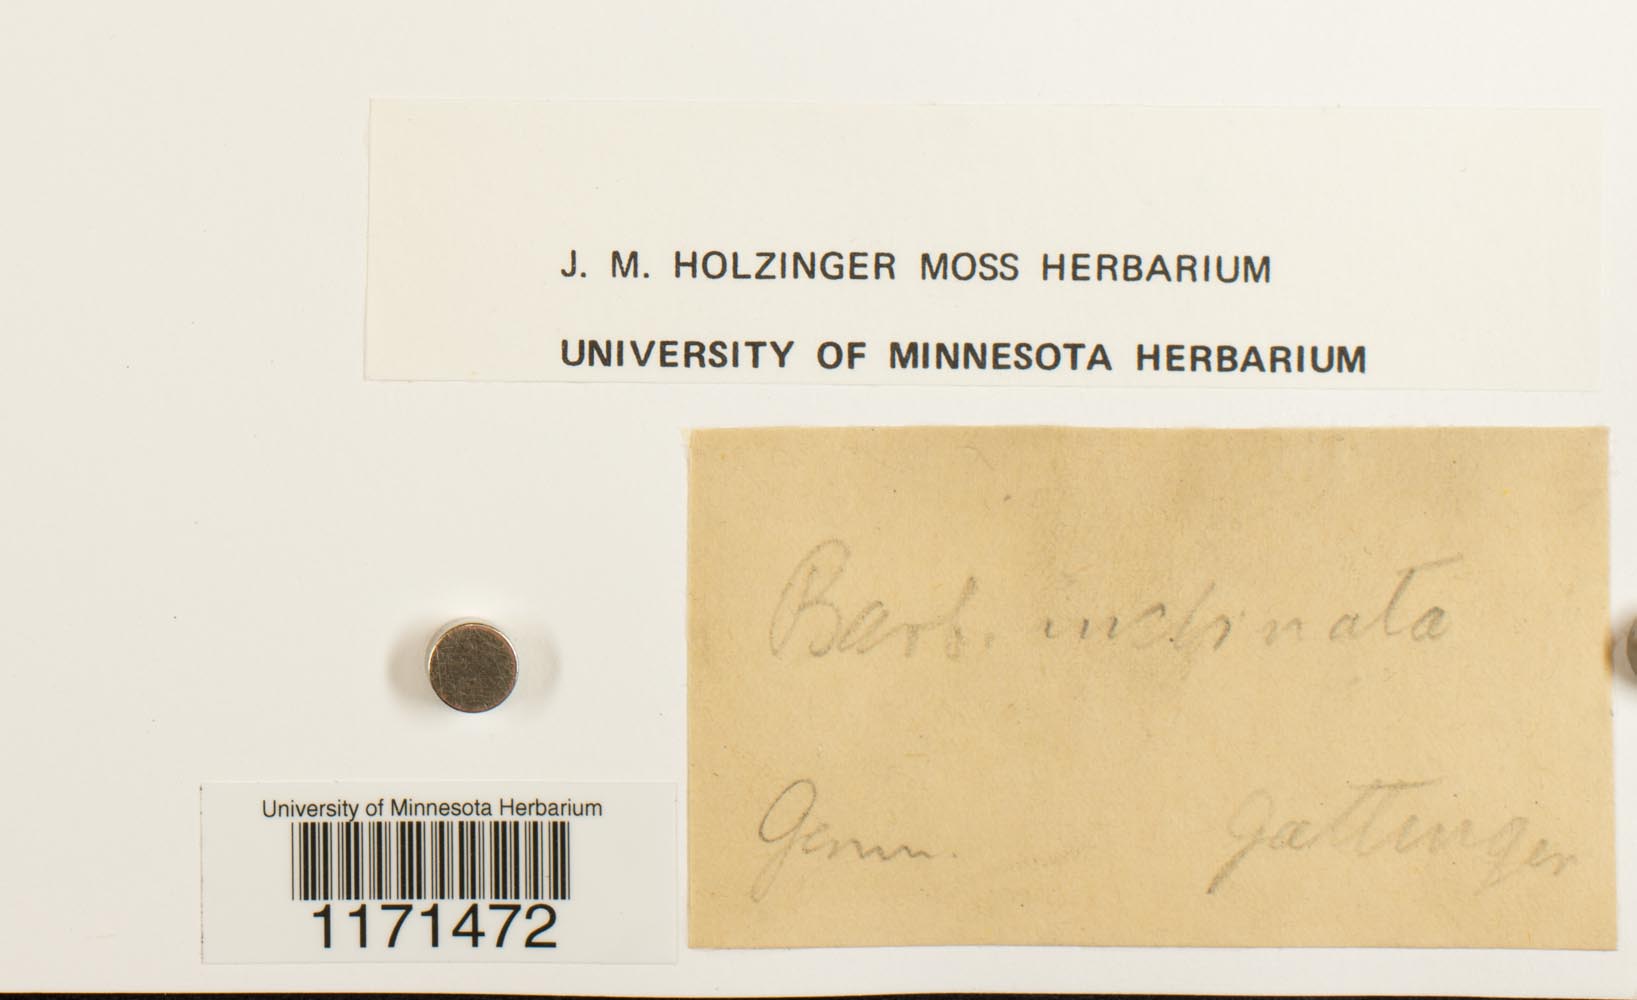 J. M. HOLZINGER MOSS HERBARIUM
UNIVERSITY OF MINNESOTA HERBARIUM
Barb. inclinata
Germ. Gattinger
University of Minnesota Herbarium
1171472